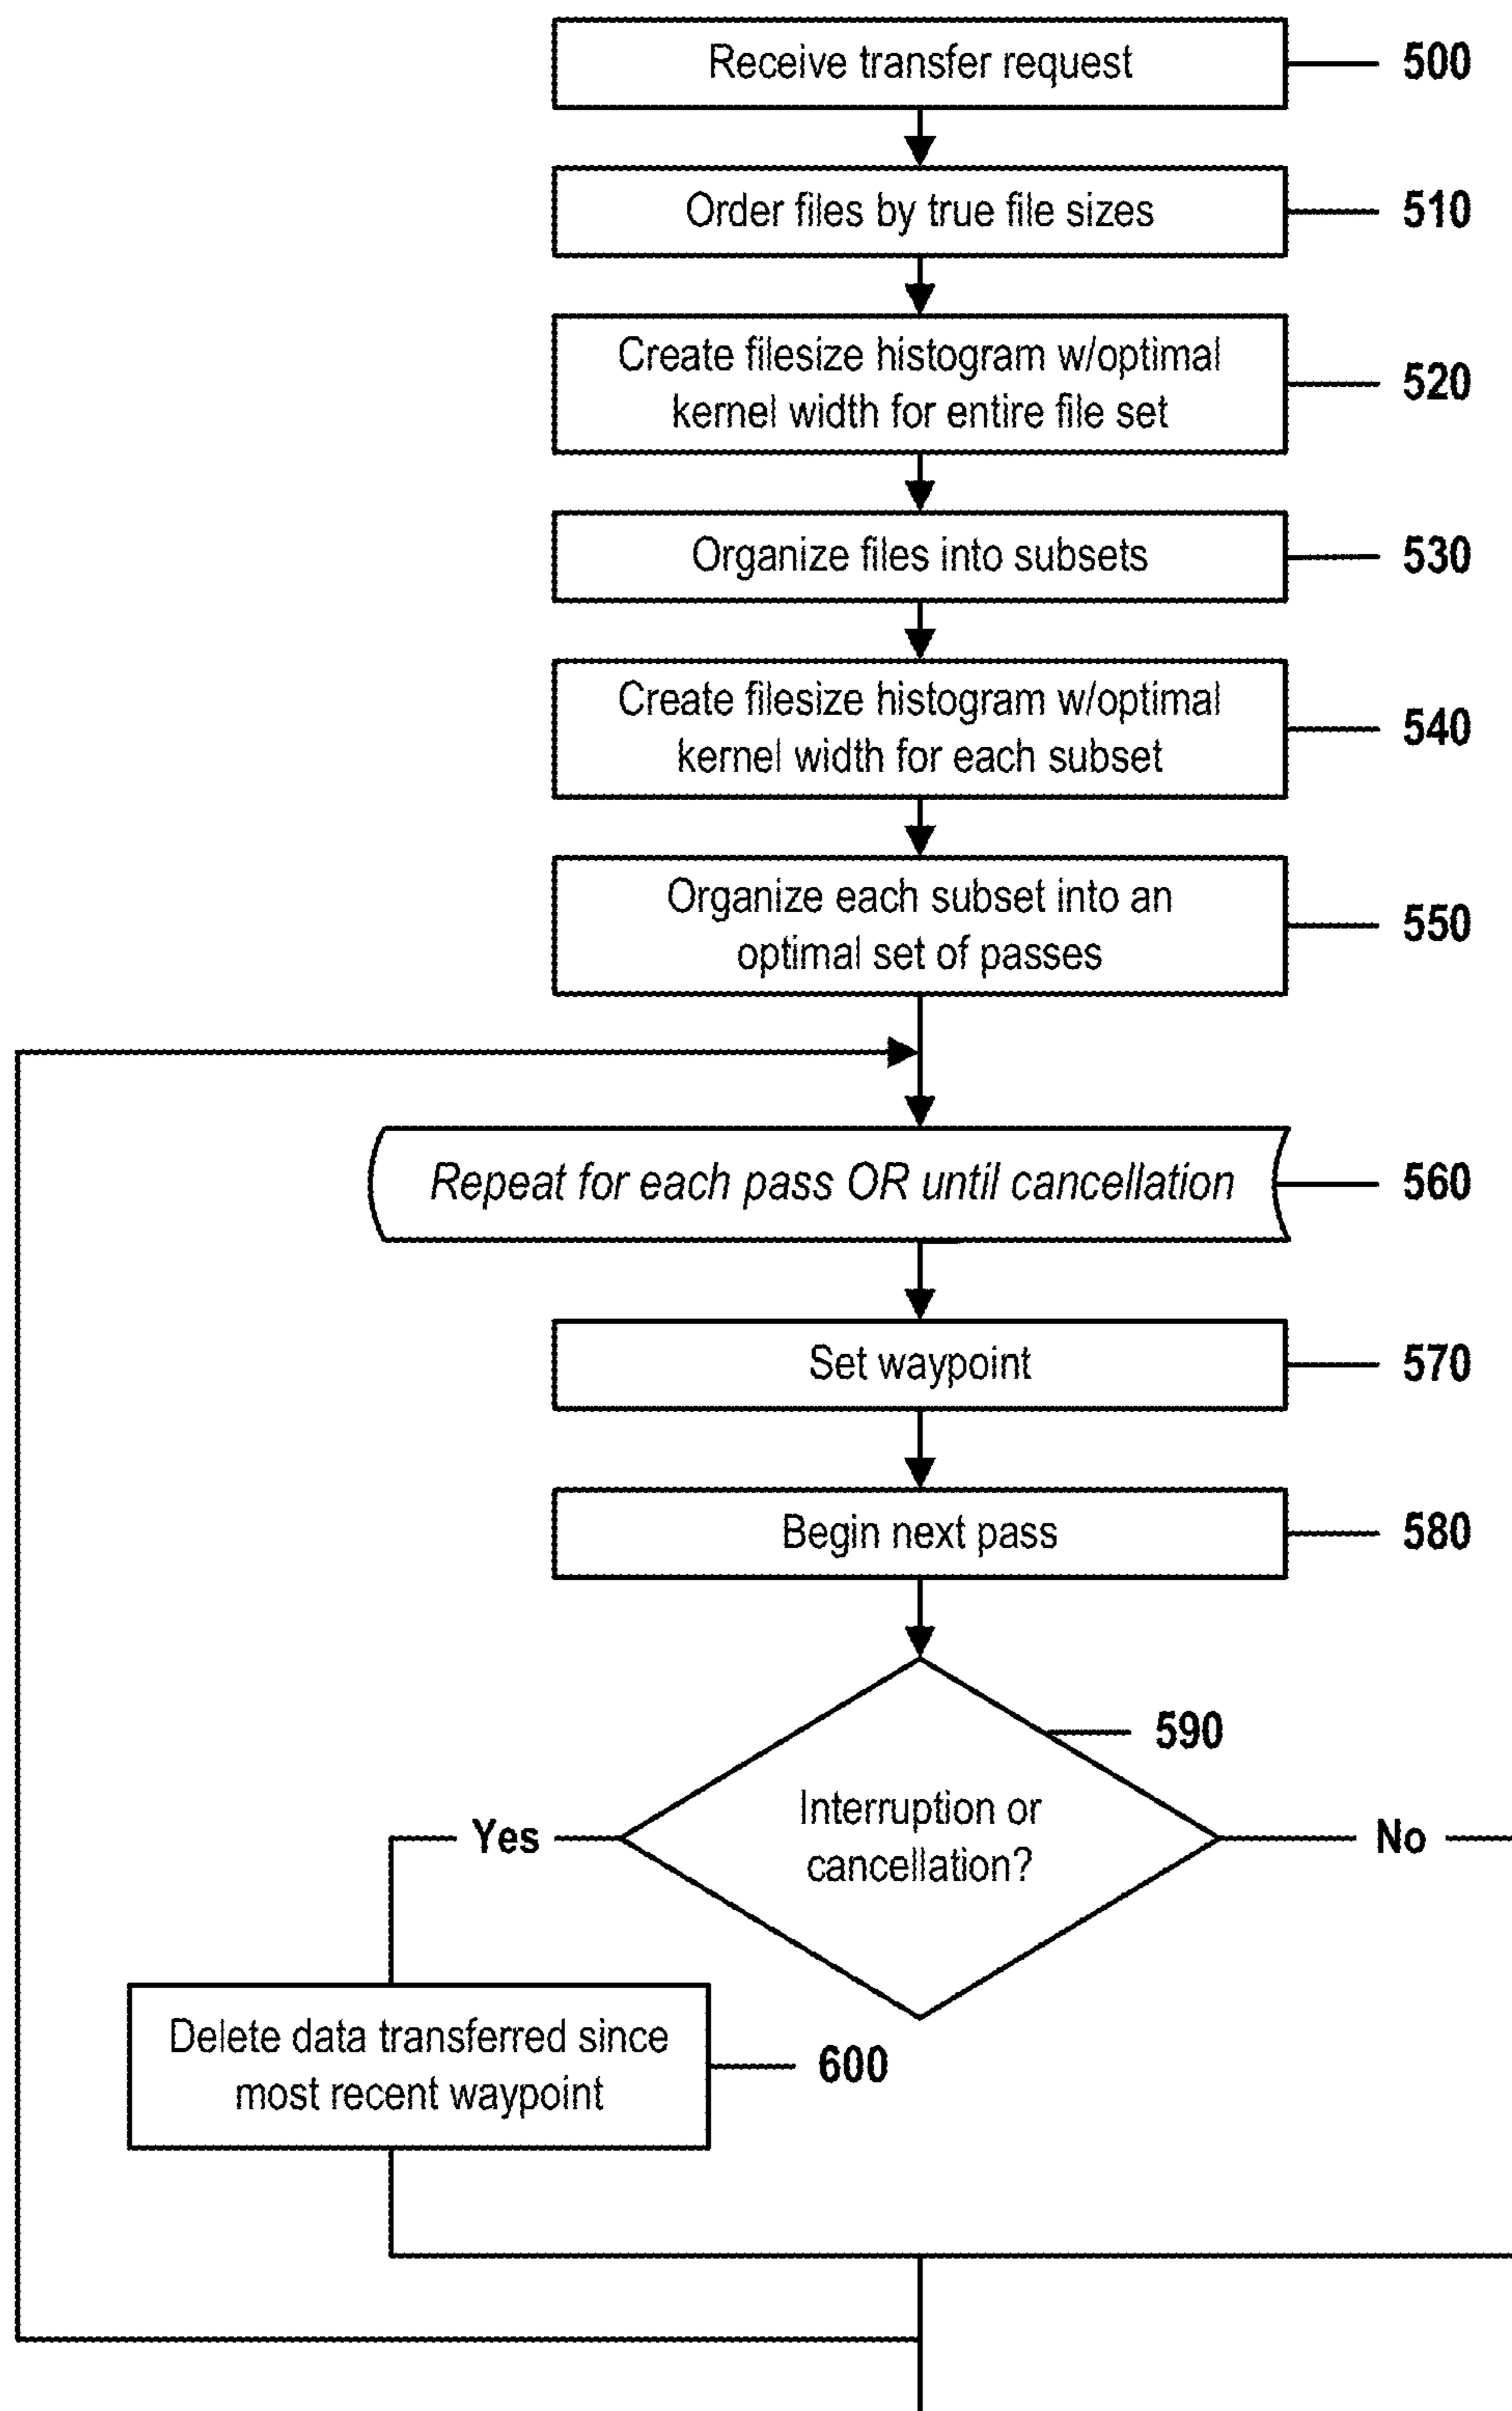 Receive transfer request
500
Order files by true file sizes
510
Create filesize histogram w/optimal
kernel width for entire file set
520
Organize files into subsets
530
Create filesize histogram w/optimal
kernel width for each subset
540
Organize each subset into an
optimal set of passes
550
Repeat for each pass OR until cancellation
560
Set waypoint
570
Begin next pass
580
590
Interruption or
cancellation?
Yes
No
Delete data transferred since
most recent waypoint
600